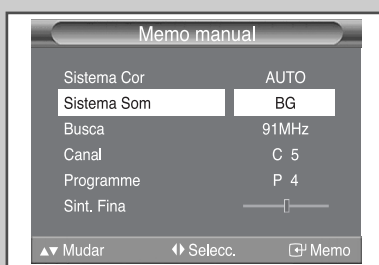 Memo manual
Sistema Cor AUTO
Sistema Som BG
Busca 91MHz
Canal C 5
Programme P 4
Sint. Fina
Mudar Selecc. Memo